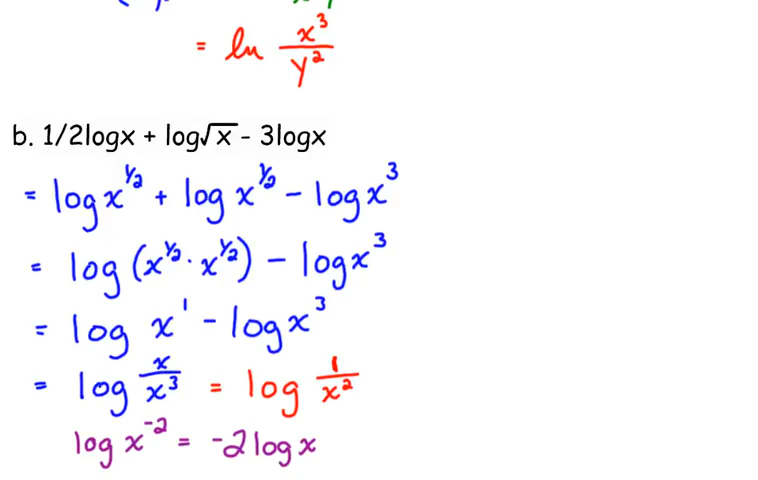 = ln x³/y²
b. 1/2logx + log√x - 3logx
= log x^1/2 + log x^1/2 - log x³
= log (x^1/2 · x^1/2) - log x³
= log x¹ - log x³
= log x/x³ = log 1/x²
log x⁻² = -2 log x